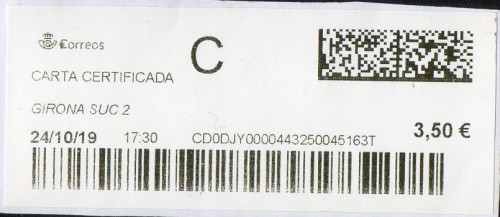 Correos
C
CARTA CERTIFICADA
GIRONA SUC 2
24/10/19 17:30 CD0DJY0000443250045163T 3,50 €